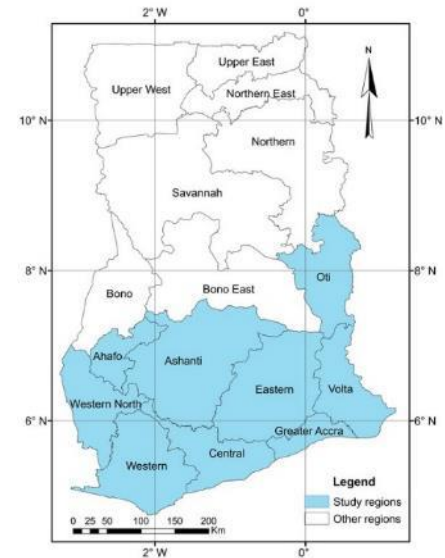 2° W 0°
N
Upper East
Upper West
Northern East
10° N 10° N
Northern
Savannah
8° N 8° N
Oti
Bono
Bono East
Ahafo
Ashanti
Western North
Eastern
Volta
6° N 6° N
Greater Accra
Central
Western
Legend
Study regions
Other regions
0 25 50 100 150 200
Km
2° W 0°